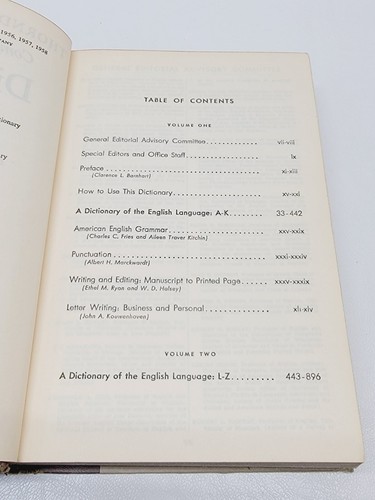 1956, 1957, 1958
TABLE OF CONTENTS
VOLUME ONE
General Editorial Advisory Committee............. vii-viii
Special Editors and Office Staff................... ix
Preface........................................ xi-xiii
(Clarence L. Barnhart)
How to Use This Dictionary...................... xv-xxi
A Dictionary of the English Language: A-K........ 33-442
American English Grammar...................... xxv-xxix
(Charles C. Fries and Aileen Traver Kitchin)
Punctuation.................................... xxxi-xxxiv
(Albert H. Marckwardt)
Writing and Editing: Manuscript to Printed Page.... xxxv-xxxix
(Ethel M. Ryan and W. D. Halsey)
Letter Writing: Business and Personal.............. xli-xlv
(John A. Kouwenhoven)
VOLUME TWO
A Dictionary of the English Language: L-Z......... 443-896